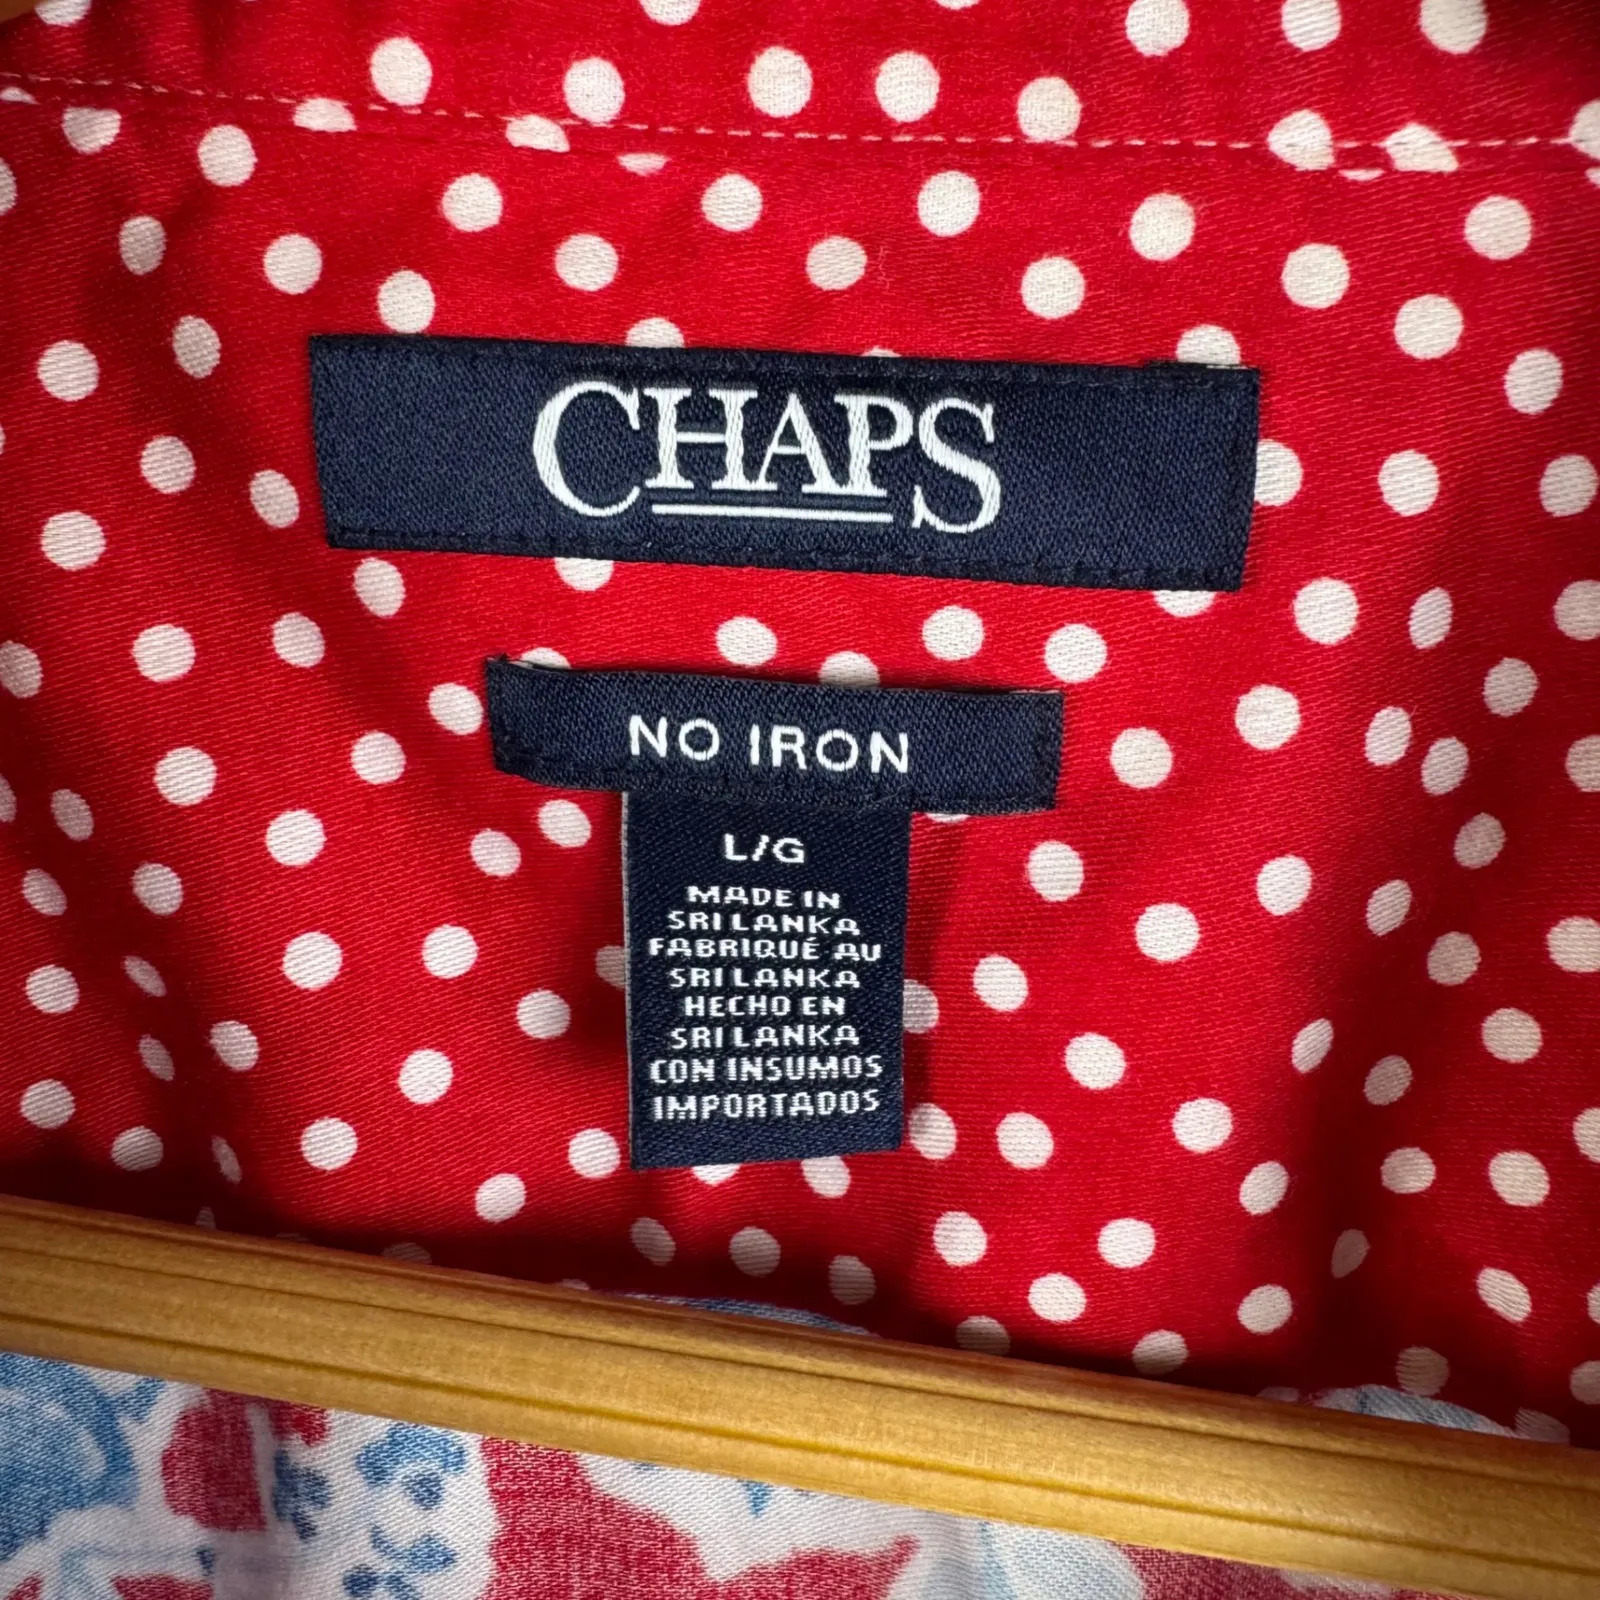 CHAPS
NO IRON
L/G
MADE IN
SRI LANKA
FABRIQUÉ AU
SRI LANKA
HECHO EN
SRI LANKA
CON INSUMOS
IMPORTADOS